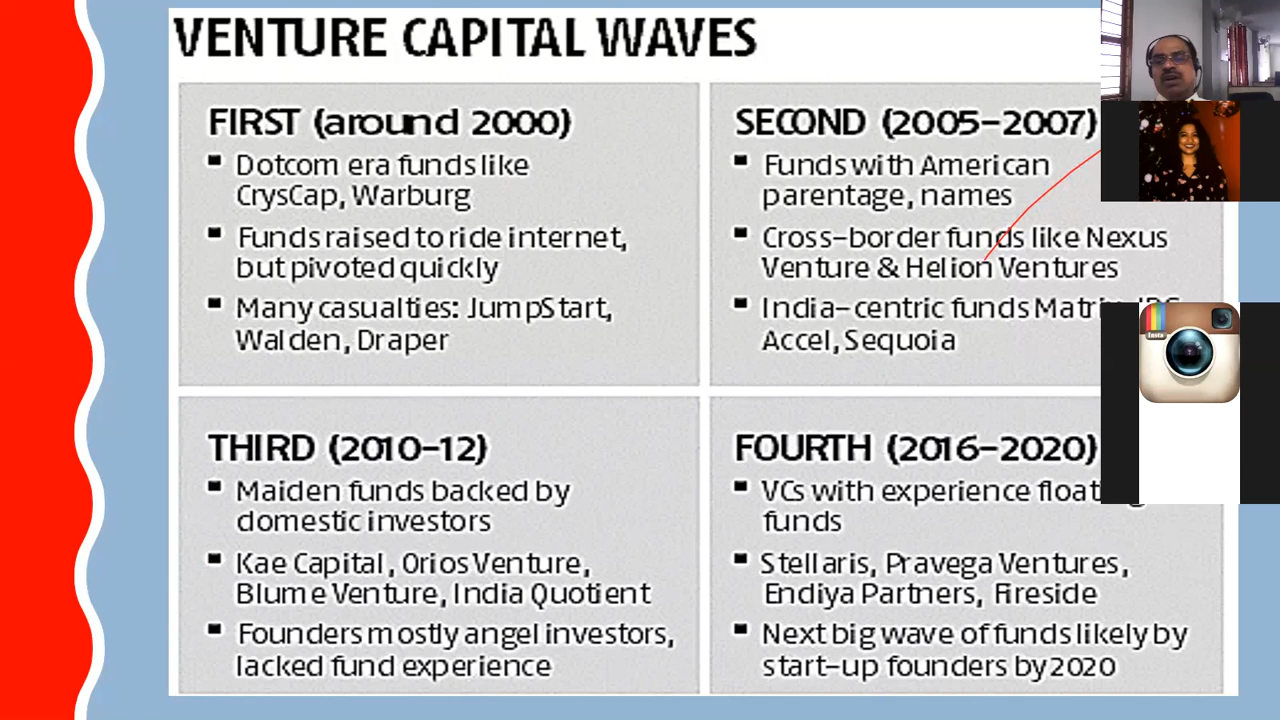 VENTURE CAPITAL WAVES
FIRST (around 2000)
▪ Dotcom era funds like
CrysCap, Warburg
▪ Funds raised to ride internet,
but pivoted quickly
▪ Many casualties: JumpStart,
Walden, Draper
SECOND (2005-2007)
▪ Funds with American
parentage, names
▪ Cross-border funds like Nexus
Venture & Helion Ventures
▪ India-centric funds
Accel, Sequoia
THIRD (2010-12)
▪ Maiden funds backed by
domestic investors
▪ Kae Capital, Orios Venture,
Blume Venture, India Quotient
▪ Founders mostly angel investors,
lacked fund experience
FOURTH (2016-2020)
▪ VCs with experience
funds
▪ Stellaris, Pravega Ventures,
Endiya Partners, Fireside
▪ Next big wave of funds likely by
start-up founders by 2020
Insta